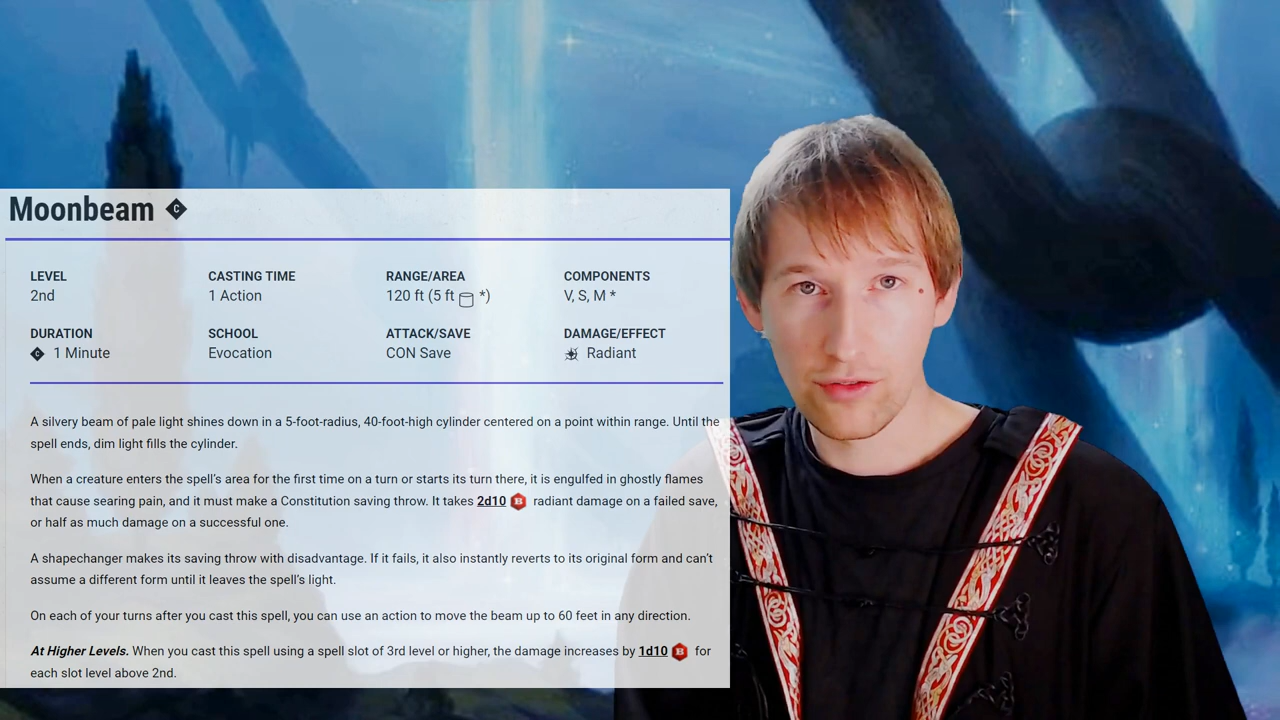 Moonbeam C
LEVEL CASTING TIME RANGE/AREA COMPONENTS
2nd 1 Action 120 ft (5 ft *) V, S, M *
DURATION SCHOOL ATTACK/SAVE DAMAGE/EFFECT
C 1 Minute Evocation CON Save Radiant
A silvery beam of pale light shines down in a 5-foot-radius, 40-foot-high cylinder centered on a point within range. Until the
spell ends, dim light fills the cylinder.
When a creature enters the spell's area for the first time on a turn or starts its turn there, it is engulfed in ghostly flames
that cause searing pain, and it must make a Constitution saving throw. It takes 2d10 B radiant damage on a failed save,
or half as much damage on a successful one.
A shapechanger makes its saving throw with disadvantage. If it fails, it also instantly reverts to its original form and can't
assume a different form until it leaves the spell's light.
On each of your turns after you cast this spell, you can use an action to move the beam up to 60 feet in any direction.
At Higher Levels. When you cast this spell using a spell slot of 3rd level or higher, the damage increases by 1d10 B for
each slot level above 2nd.